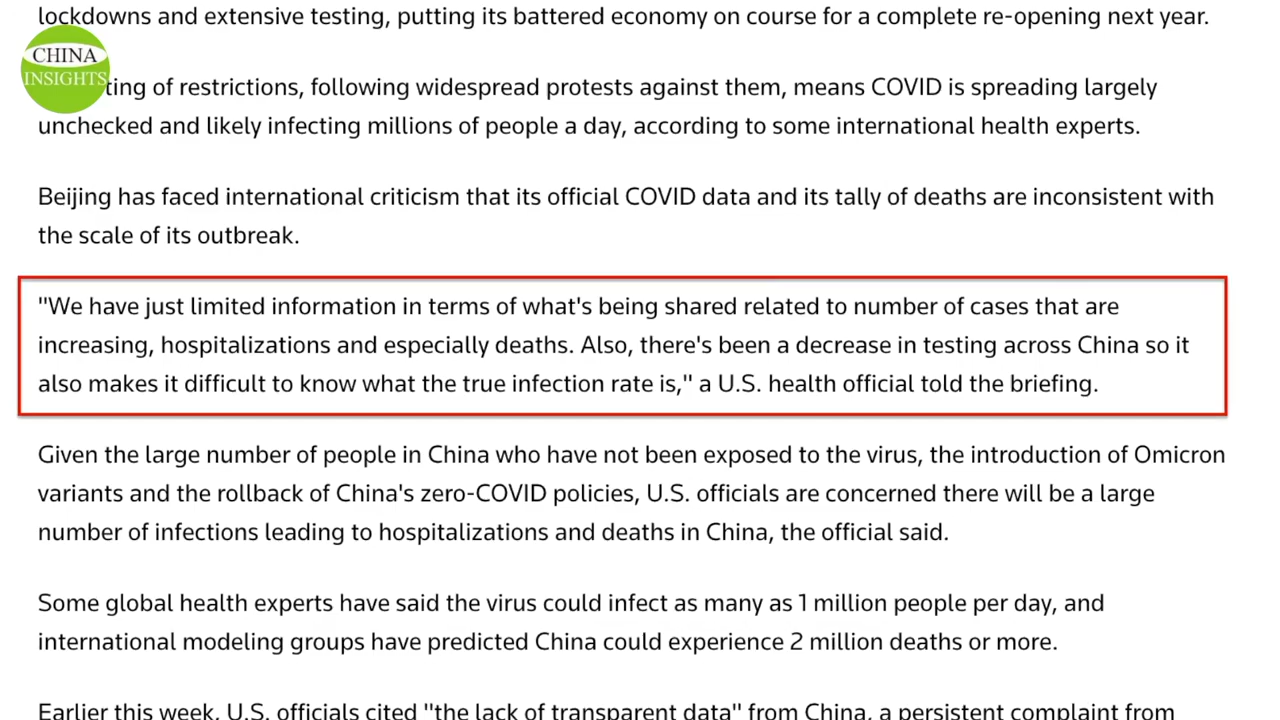 lockdowns and extensive testing, putting its battered economy on course for a complete re-opening next year.
CHINA
INSIGHTS
ting of restrictions, following widespread protests against them, means COVID is spreading largely
unchecked and likely infecting millions of people a day, according to some international health experts.
Beijing has faced international criticism that its official COVID data and its tally of deaths are inconsistent with
the scale of its outbreak.
"We have just limited information in terms of what's being shared related to number of cases that are
increasing, hospitalizations and especially deaths. Also, there's been a decrease in testing across China so it
also makes it difficult to know what the true infection rate is," a U.S. health official told the briefing.
Given the large number of people in China who have not been exposed to the virus, the introduction of Omicron
variants and the rollback of China's zero-COVID policies, U.S. officials are concerned there will be a large
number of infections leading to hospitalizations and deaths in China, the official said.
Some global health experts have said the virus could infect as many as 1 million people per day, and
international modeling groups have predicted China could experience 2 million deaths or more.
Earlier this week, U.S. officials cited "the lack of transparent data" from China, a persistent complaint from